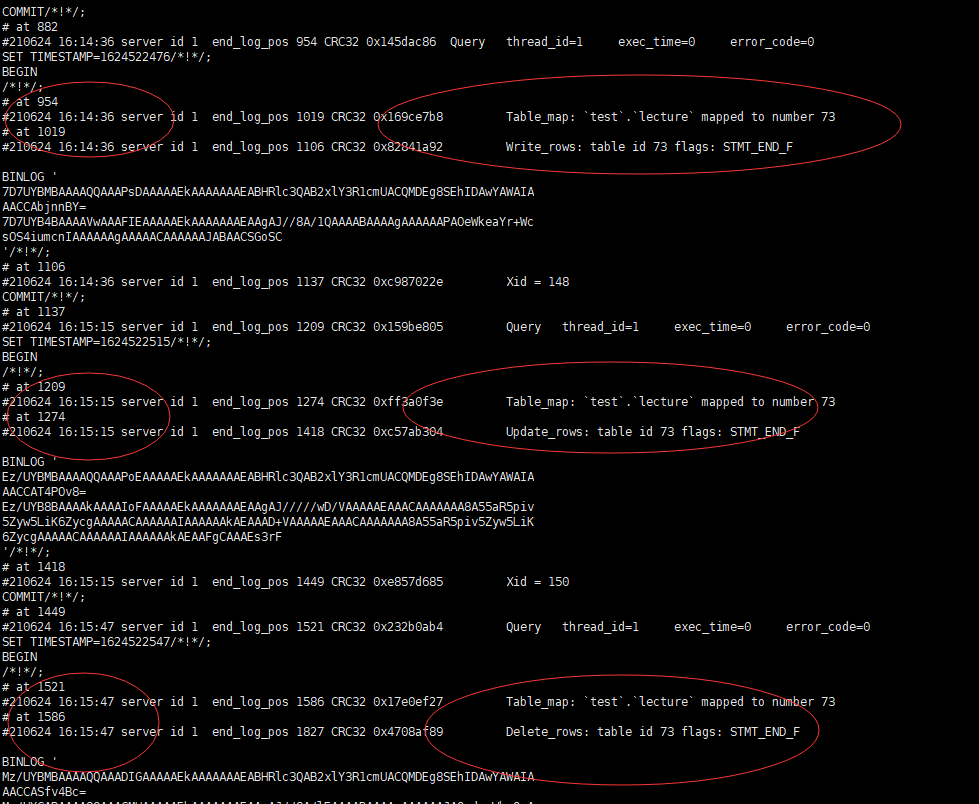 COMMIT/*!*/;
# at 882
#210624 16:14:36 server id 1  end_log_pos 954 CRC32 0x145dac86  Query   thread_id=1     exec_time=0     error_code=0
SET TIMESTAMP=1624522476/*!*/;
BEGIN
/*!*/;
# at 954
#210624 16:14:36 server id 1  end_log_pos 1019 CRC32 0x169ce7b8         Table_map: `test`.`lecture` mapped to number 73
# at 1019
#210624 16:14:36 server id 1  end_log_pos 1106 CRC32 0x82841a92         Write_rows: table id 73 flags: STMT_END_F
BINLOG '
7D7UYBMBAAAAQQAAAPsDAAAAAEkAAAAAAAEABHRlc3QAB2xlY3R1cmUACQMDEg8SEhIDAwYAWAIA
AACCAbjnnBY=
7D7UYB4BAAAAVwAAAFIEAAAAAEkAAAAAAAEAAgAJ//8A/1QAAAABAAAAgAAAAAAPAOeWkeaYr+Wc
sOS4iumcnIAAAAAAgAAAAACAAAAAAJABAACSGoSC
'/*!*/;
# at 1106
#210624 16:14:36 server id 1  end_log_pos 1137 CRC32 0xc987022e         Xid = 148
COMMIT/*!*/;
# at 1137
#210624 16:15:15 server id 1  end_log_pos 1209 CRC32 0x159be805         Query   thread_id=1     exec_time=0     error_code=0
SET TIMESTAMP=1624522515/*!*/;
BEGIN
/*!*/;
# at 1209
#210624 16:15:15 server id 1  end_log_pos 1274 CRC32 0xff3a0f3e         Table_map: `test`.`lecture` mapped to number 73
# at 1274
#210624 16:15:15 server id 1  end_log_pos 1418 CRC32 0xc57ab304         Update_rows: table id 73 flags: STMT_END_F
BINLOG '
Ez/UYBMBAAAAQQAAAPoEAAAAAEkAAAAAAAEABHRlc3QAB2xlY3R1cmUACQMDEg8SEhIDAwYAWAIA
AACCAT4POv8=
Ez/UYB8BAAAAkAAAAIoFAAAAAEkAAAAAAAEAAgAJ/////wD/VAAAAAEAAACAAAAAAA8A55aR5piv
5Zyw5LiK6ZycgAAAAACAAAAAAIAAAAAAkAEAAAD+VAAAAAEAAACAAAAAAA8A55aR5piv5Zyw5LiK
6ZycgAAAAACAAAAAAIAAAAAAkAEAAFgCAAAEs3rF
'/*!*/;
# at 1418
#210624 16:15:15 server id 1  end_log_pos 1449 CRC32 0xe857d685         Xid = 150
COMMIT/*!*/;
# at 1449
#210624 16:15:47 server id 1  end_log_pos 1521 CRC32 0x232b0ab4         Query   thread_id=1     exec_time=0     error_code=0
SET TIMESTAMP=1624522547/*!*/;
BEGIN
/*!*/;
# at 1521
#210624 16:15:47 server id 1  end_log_pos 1586 CRC32 0x17e0ef27         Table_map: `test`.`lecture` mapped to number 73
# at 1586
#210624 16:15:47 server id 1  end_log_pos 1827 CRC32 0x4708af89         Delete_rows: table id 73 flags: STMT_END_F
BINLOG '
Mz/UYBMBAAAAQQAAADIGAAAAAEkAAAAAAAEABHRlc3QAB2xlY3R1cmUACQMDEg8SEhIDAwYAWAIA
AACCASfv4Bc=